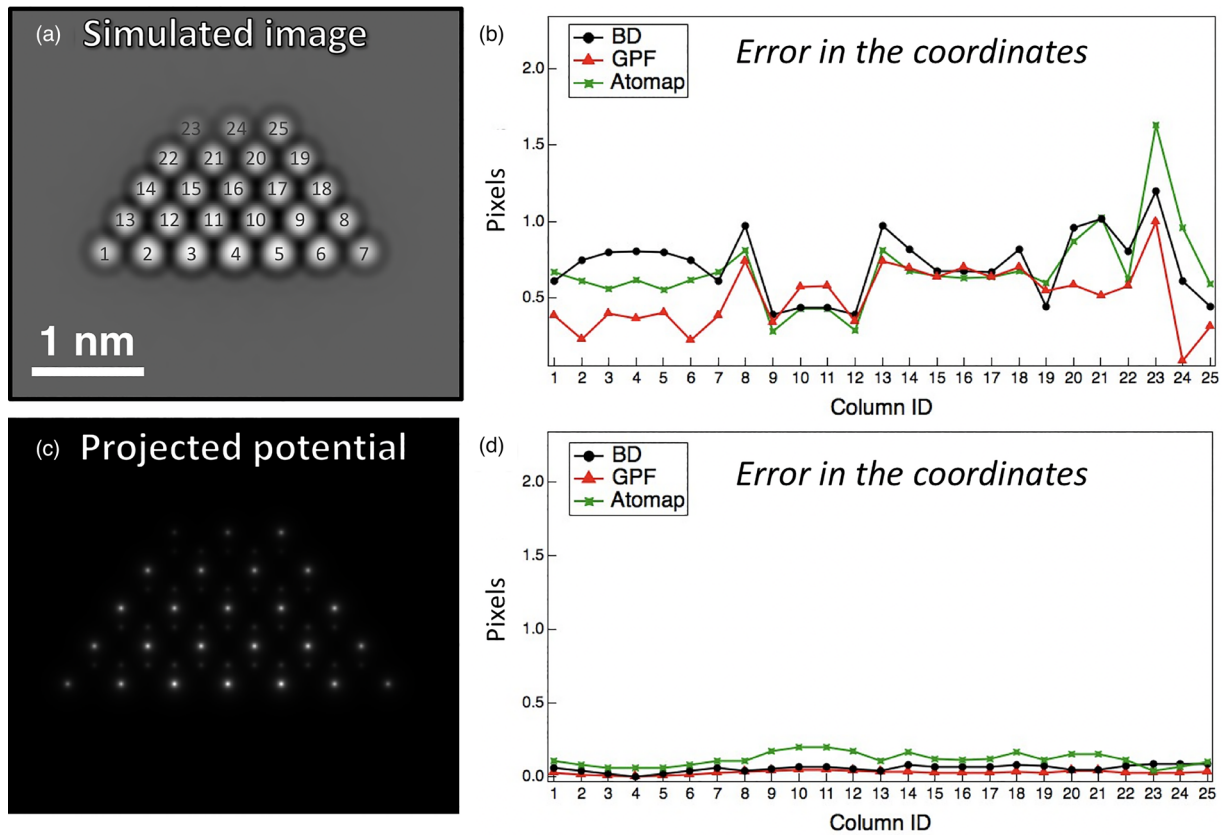 (a) Simulated image
23 24 25
22 21 20 19
14 15 16 17 18
13 12 11 10 9 8
1 2 3 4 5 6 7
1 nm
(b)
BD
GPF
Atomap
Error in the coordinates
Pixels
2.0
1.5
1.0
0.5
1 2 3 4 5 6 7 8 9 10 11 12 13 14 15 16 17 18 19 20 21 22 23 24 25
Column ID
(c) Projected potential
(d)
BD
GPF
Atomap
Error in the coordinates
Pixels
2.0
1.5
1.0
0.5
0.0
1 2 3 4 5 6 7 8 9 10 11 12 13 14 15 16 17 18 19 20 21 22 23 24 25
Column ID